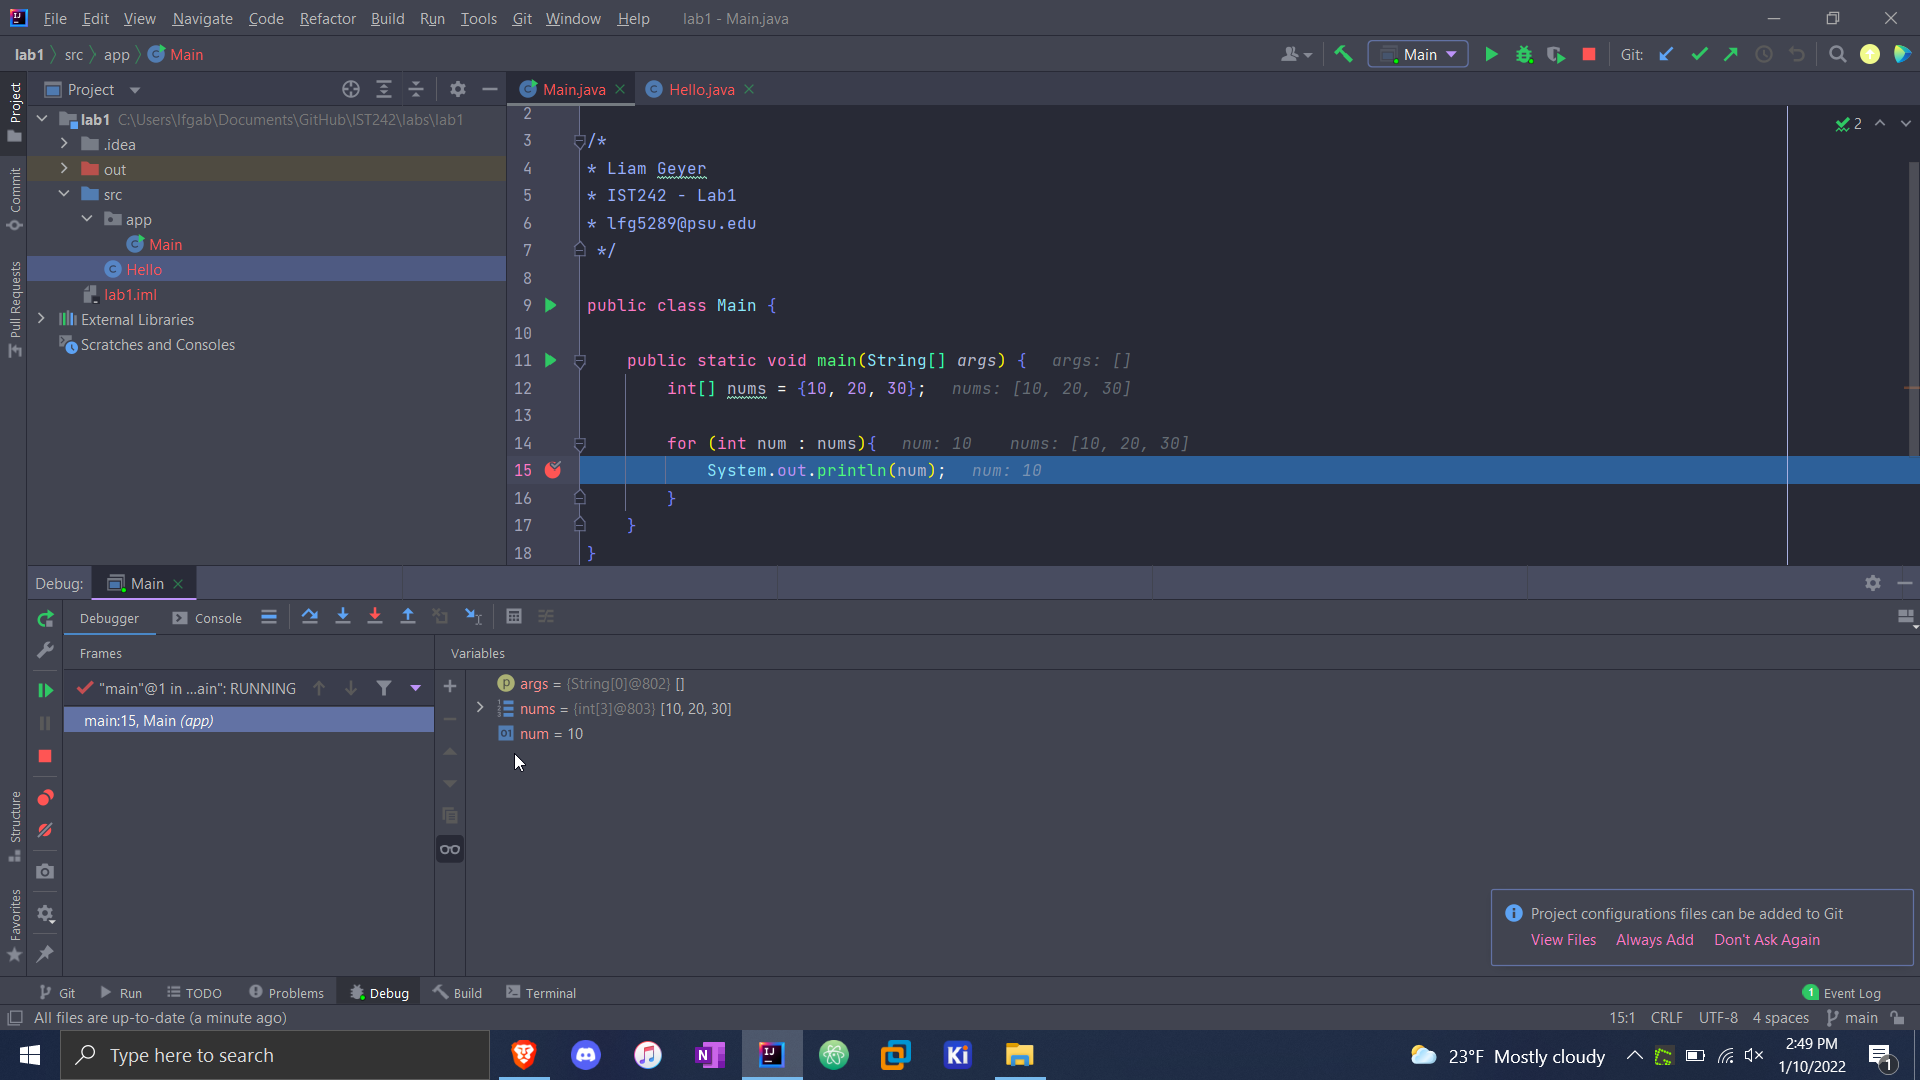 File Edit View Navigate Code Refactor Build Run Tools Git Window Help lab1 - Main.java
lab1 src app Main
Main Git:
Project
Main.java Hello.java
lab1 C:\Users\lfgab\Documents\GitHub\IST242\labs\lab1
.idea
out
src
app
Main
Hello
lab1.iml
External Libraries
Scratches and Consoles
Project
Commit
Pull Requests
Structure
Favorites
2
2
3 /*
4 * Liam Geyer
5 * IST242 - Lab1
6 * lfg5289@psu.edu
7 */
8
9 public class Main {
10
11 public static void main(String[] args) { args: []
12 int[] nums = {10, 20, 30}; nums: [10, 20, 30]
13
14 for (int num : nums){ num: 10 nums: [10, 20, 30]
15 System.out.println(num); num: 10
16 }
17 }
18 }
Debug: Main
Debugger Console
Frames Variables
"main"@1 in ...ain": RUNNING
main:15, Main (app)
args = {String[0]@802} []
nums = {int[3]@803} [10, 20, 30]
num = 10
Project configurations files can be added to Git
View Files Always Add Don't Ask Again
Git Run TODO Problems Debug Build Terminal 1 Event Log
All files are up-to-date (a minute ago) 15:1 CRLF UTF-8 4 spaces main
Type here to search
N IJ Ki
23°F Mostly cloudy
2:49 PM
1/10/2022
1